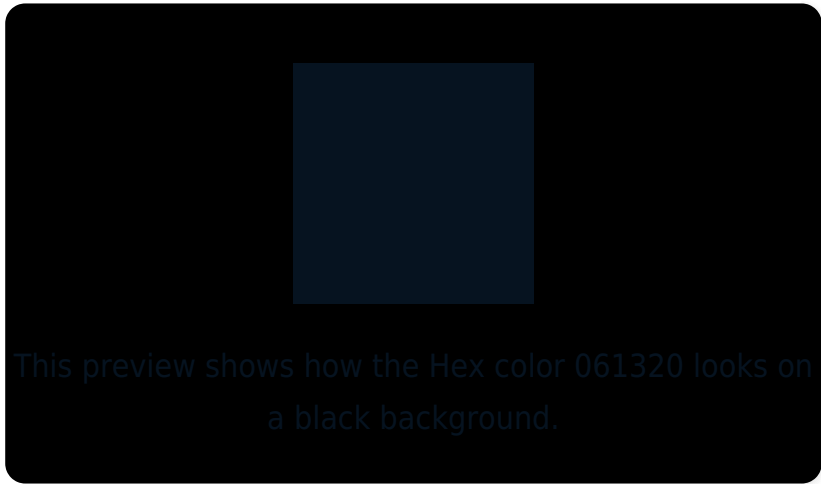 This preview shows how the Hex color 061320 looks on
a black background.